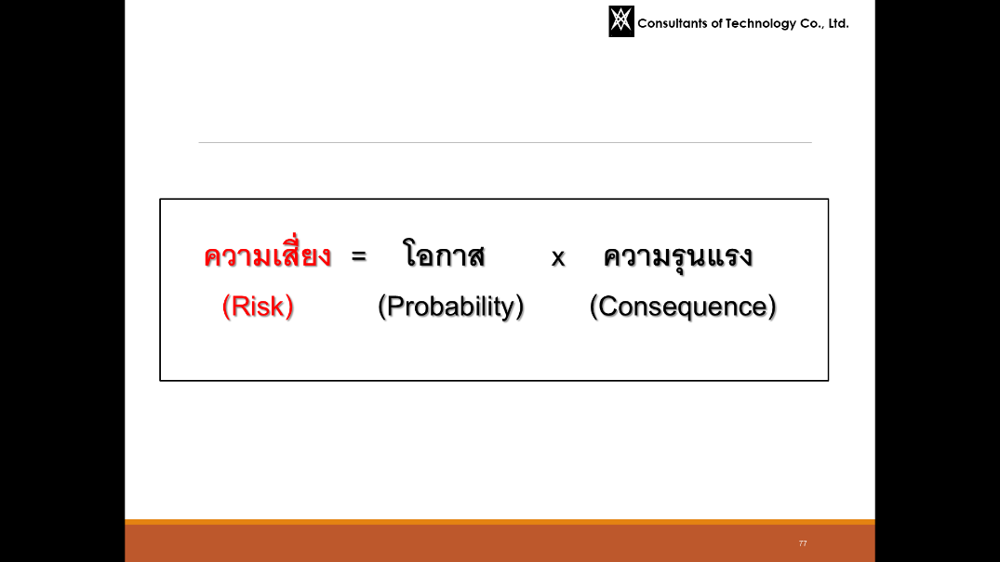 Consultants of Technology Co., Ltd.
ความเสี่ยง = โอกาส x ความรุนแรง
(Risk) (Probability) (Consequence)
77